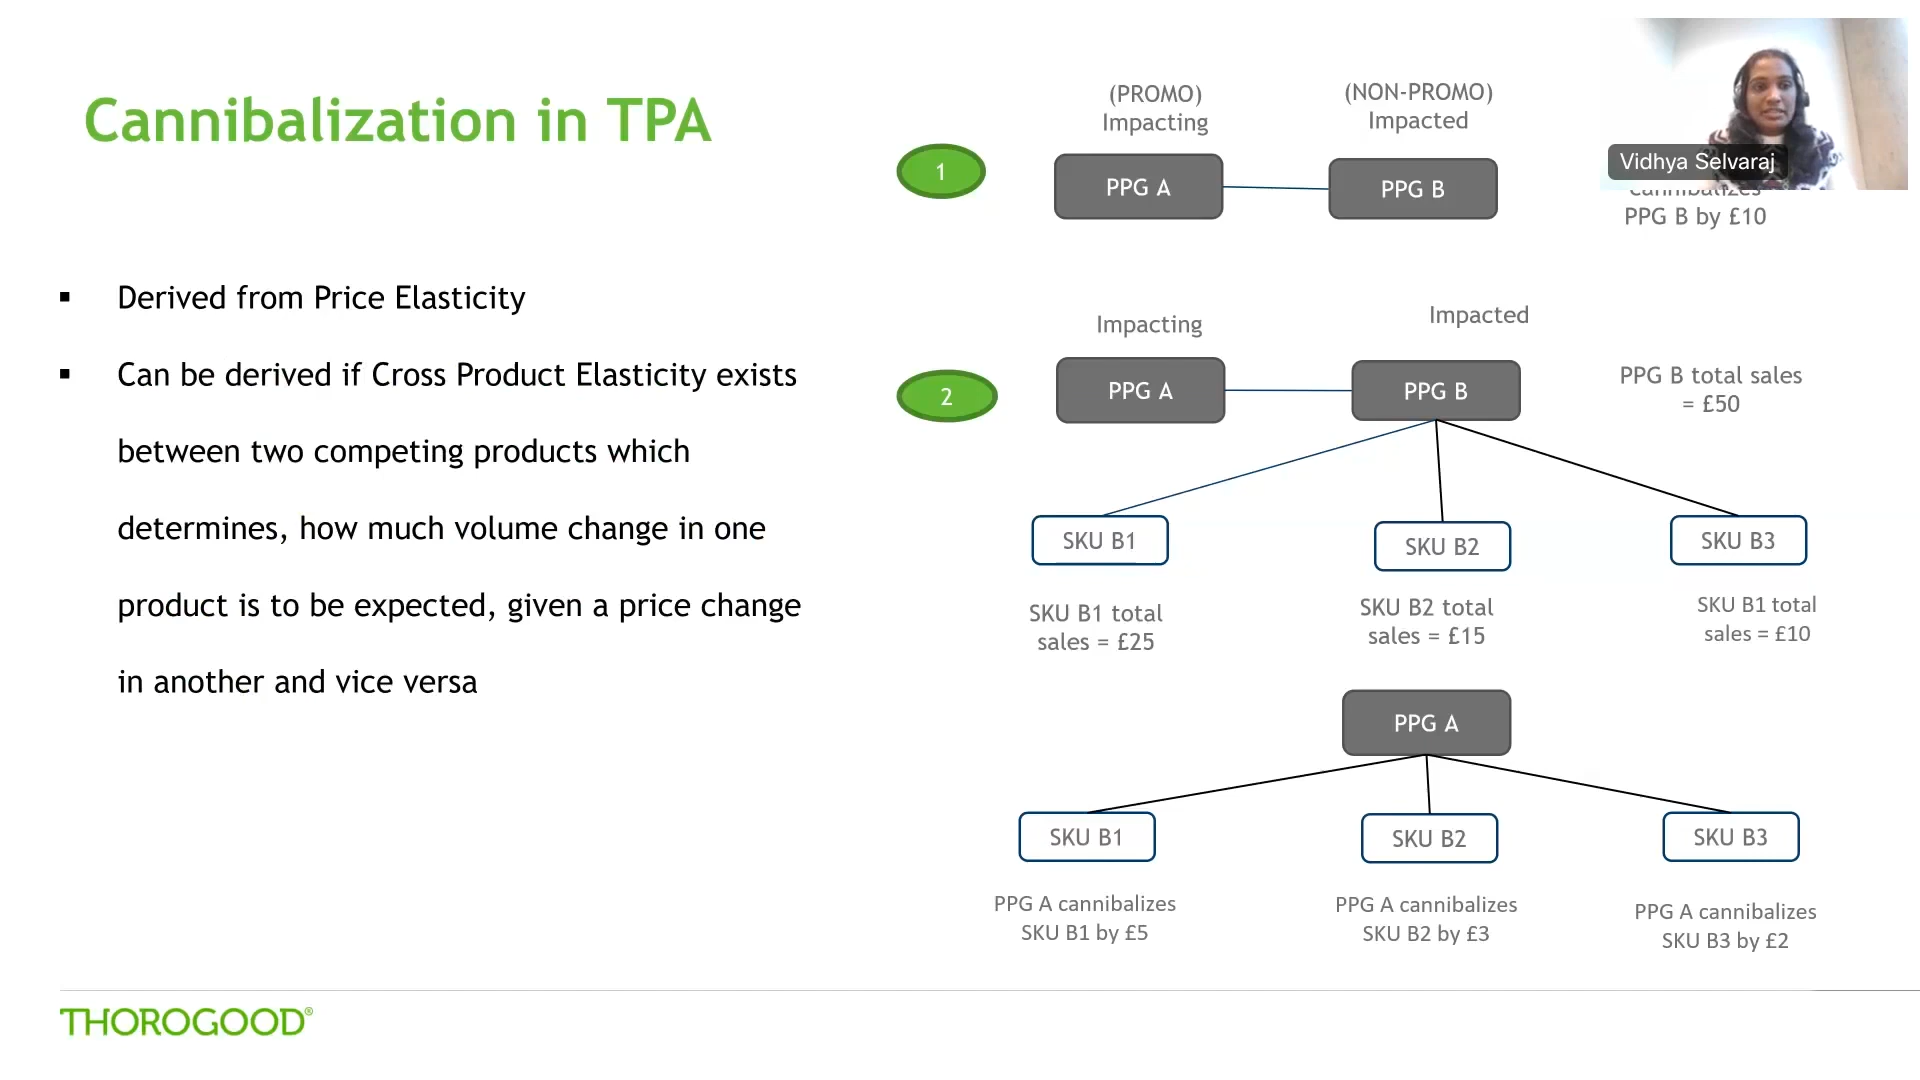 Cannibalization in TPA
▪ Derived from Price Elasticity
▪ Can be derived if Cross Product Elasticity exists
between two competing products which
determines, how much volume change in one
product is to be expected, given a price change
in another and vice versa
(PROMO)
Impacting
(NON-PROMO)
Impacted
1
PPG A
PPG B
Vidhya Selvaraj
Cannibalizes
PPG B by £10
Impacting
Impacted
2
PPG A
PPG B
PPG B total sales
= £50
SKU B1
SKU B2
SKU B3
SKU B1 total
sales = £25
SKU B2 total
sales = £15
SKU B1 total
sales = £10
PPG A
SKU B1
SKU B2
SKU B3
PPG A cannibalizes
SKU B1 by £5
PPG A cannibalizes
SKU B2 by £3
PPG A cannibalizes
SKU B3 by £2
THOROGOOD®